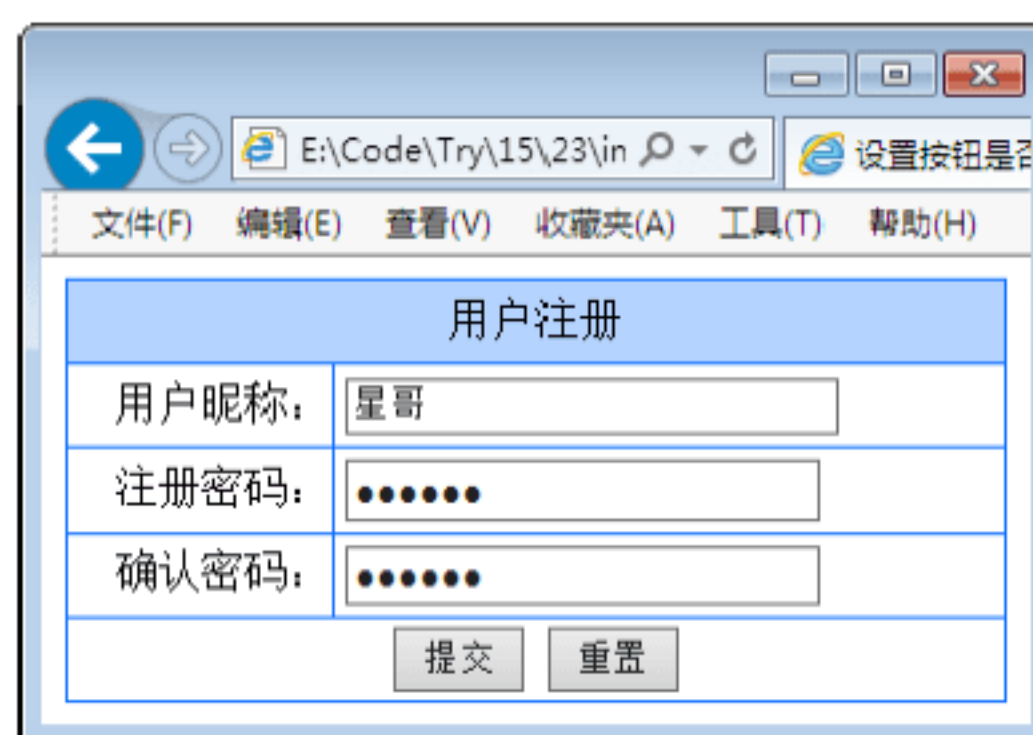 E:\Code\Try\15\23\in
设置按钮是否
文件(F) 编辑(E) 查看(V) 收藏夹(A) 工具(T) 帮助(H)
用户注册
用户昵称： 星哥
注册密码： ●●●●●●
确认密码： ●●●●●●
提交 重置